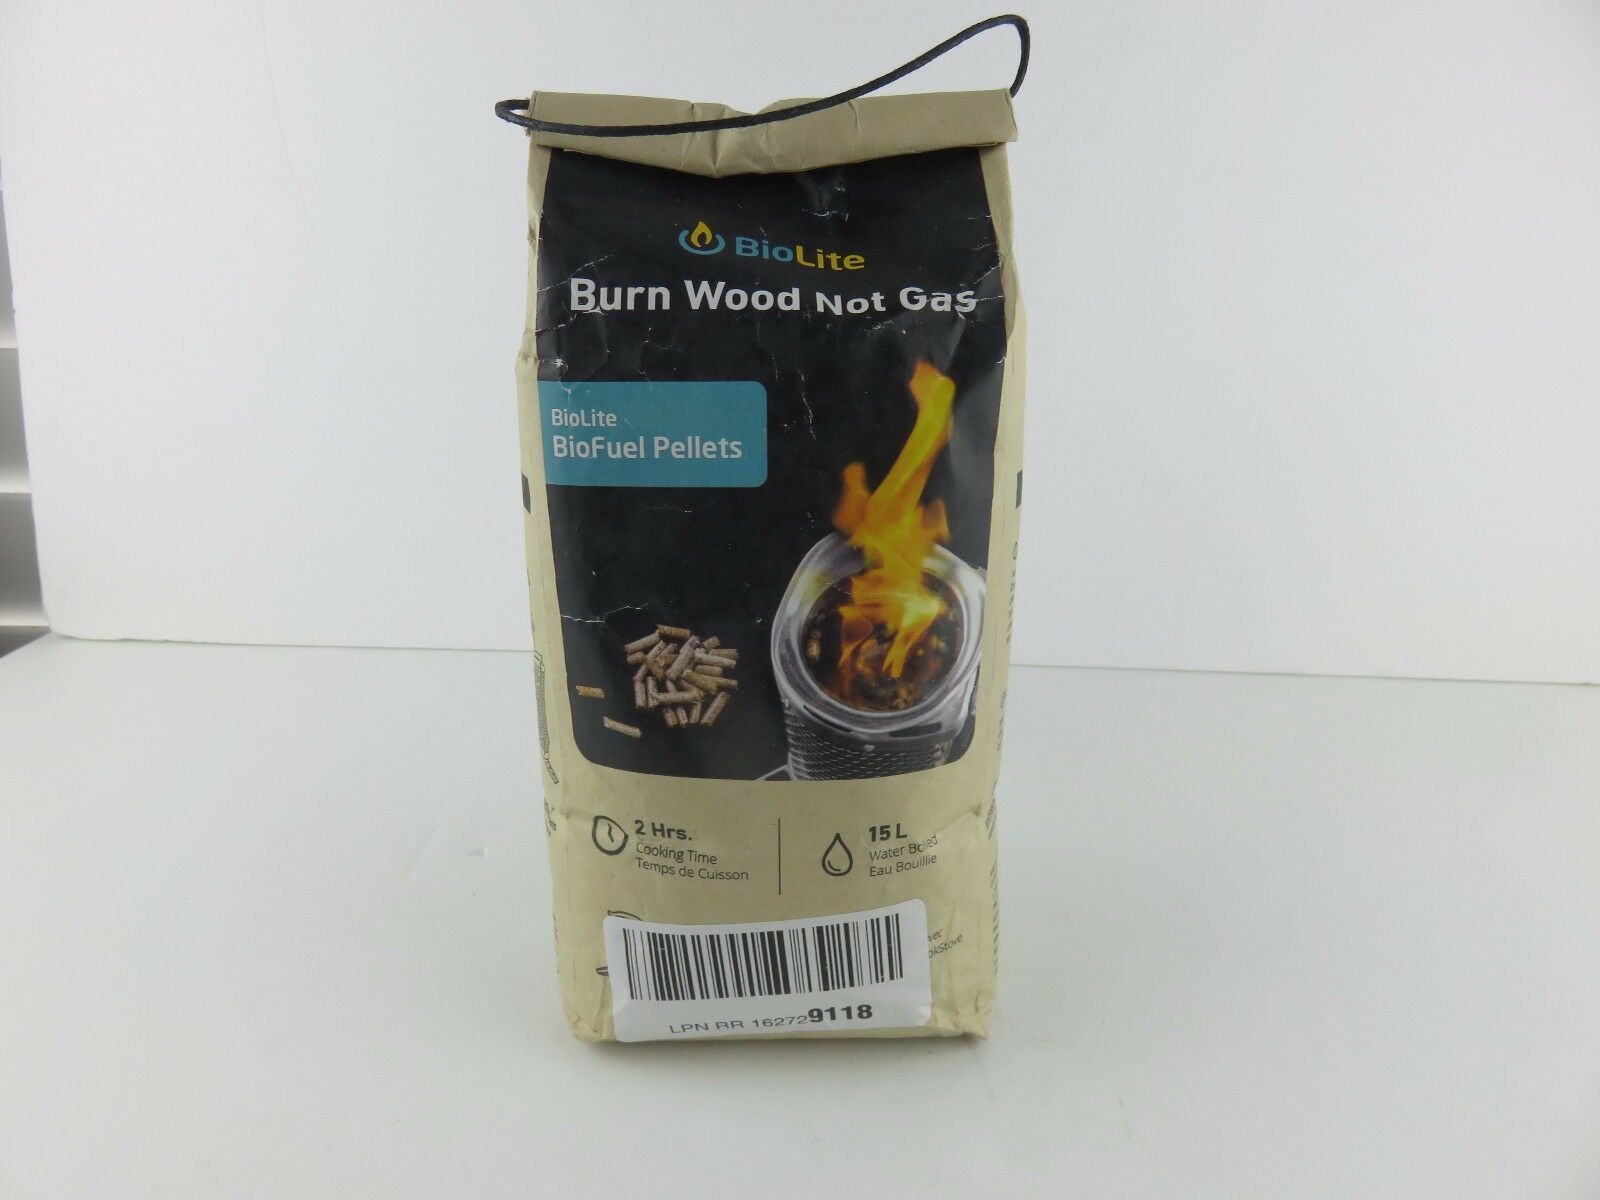 BioLite
Burn Wood Not Gas
BioLite
BioFuel Pellets
2 Hrs.
Cooking Time
Temps de Cuisson
15 L
Water Boiled
Eau Bouillie
LPN RR 162729118